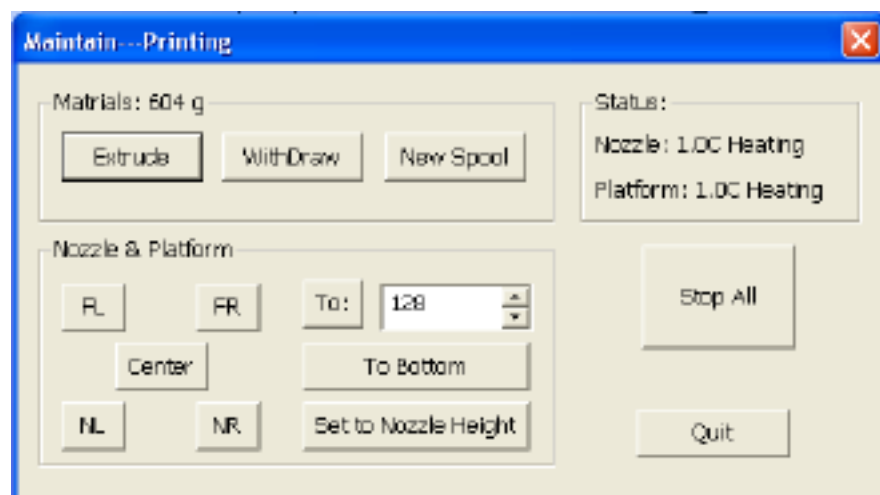 Maintain---Printing
Matrials: 604 g
Extrude
WithDraw
New Spool
Status:
Nozzle: 1.0C Heating
Platform: 1.0C Heating
Nozzle & Platform
FL
FR
To:
128
Center
To Bottom
NL
NR
Set to Nozzle Height
Stop All
Quit